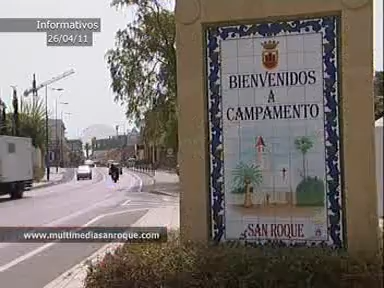 Informativos
26/04/11
BIENVENIDOS
A
CAMPAMENTO
SAN ROQUE
www.multimediasanroque.com